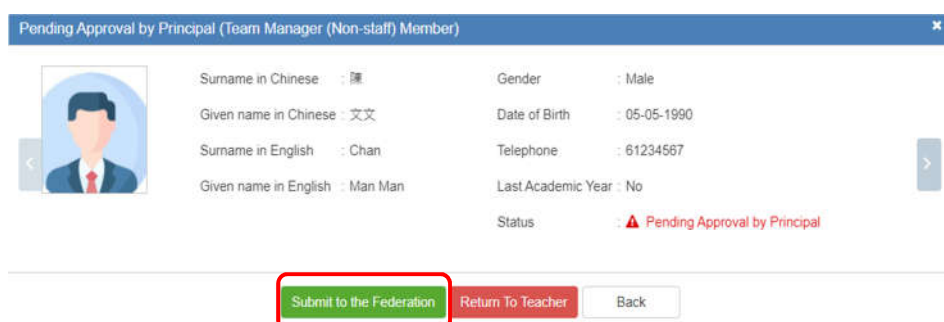 Pending Approval by Principal (Team Manager (Non-staff) Member)
Surname in Chinese : 陳
Given name in Chinese : 文文
Surname in English : Chan
Given name in English : Man Man
Gender : Male
Date of Birth : 05-05-1990
Telephone : 61234567
Last Academic Year : No
Status : Pending Approval by Principal
Submit to the Federation
Return To Teacher
Back